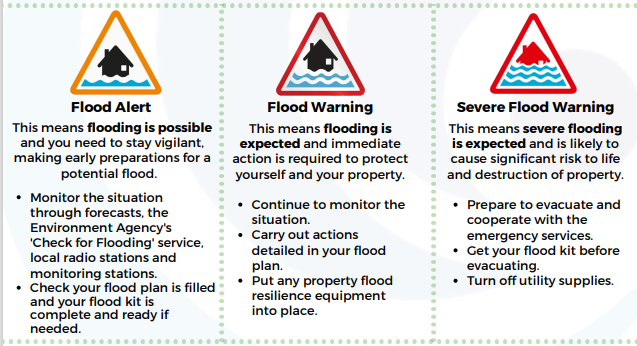 Flood Alert
This means flooding is possible
and you need to stay vigilant,
making early preparations for a
potential flood.
• Monitor the situation
through forecasts, the
Environment Agency's
'Check for Flooding' service,
local radio stations and
monitoring stations.
• Check your flood plan is filled
and your flood kit is
complete and ready if
needed.
Flood Warning
This means flooding is
expected and immediate
action is required to protect
yourself and your property.
• Continue to monitor the
situation.
• Carry out actions
detailed in your flood
plan.
• Put any property flood
resilience equipment
into place.
Severe Flood Warning
This means severe flooding
is expected and is likely to
cause significant risk to life
and destruction of property.
• Prepare to evacuate and
cooperate with the
emergency services.
• Get your flood kit before
evacuating.
• Turn off utility supplies.